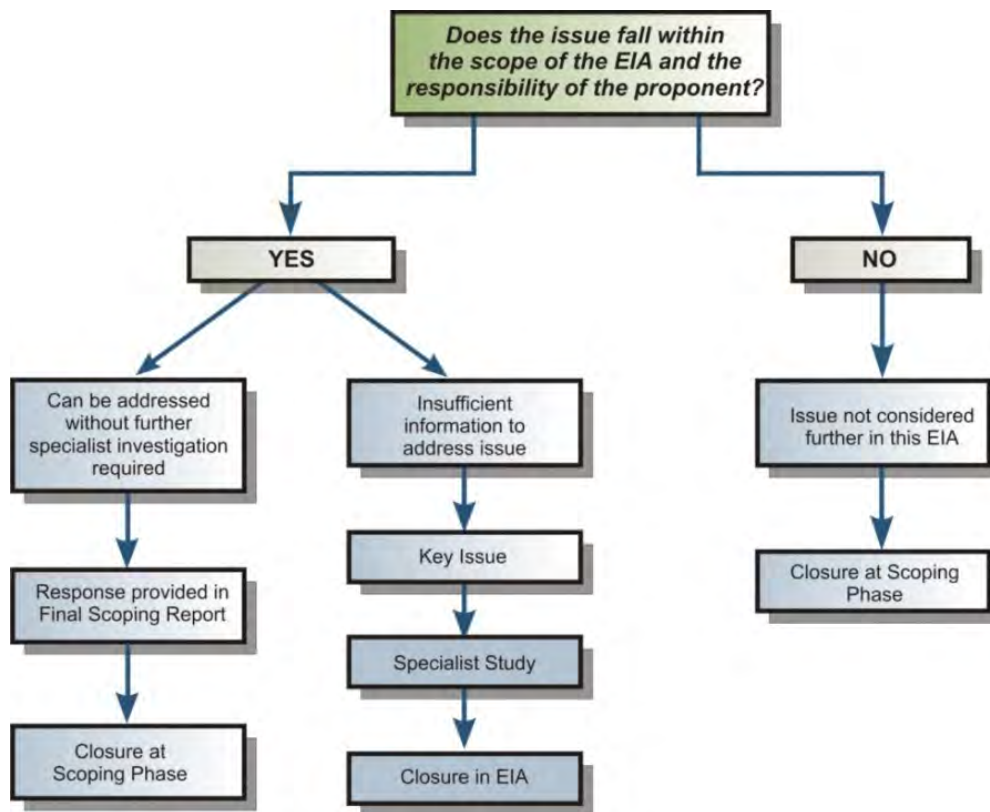 Does the issue fall within
the scope of the EIA and the
responsibility of the proponent?
YES
NO
Can be addressed
without further
specialist investigation
required
Insufficient
information to
address issue
Issue not considered
further in this EIA
Key Issue
Closure at Scoping
Phase
Response provided in
Final Scoping Report
Specialist Study
Closure at
Scoping Phase
Closure in EIA